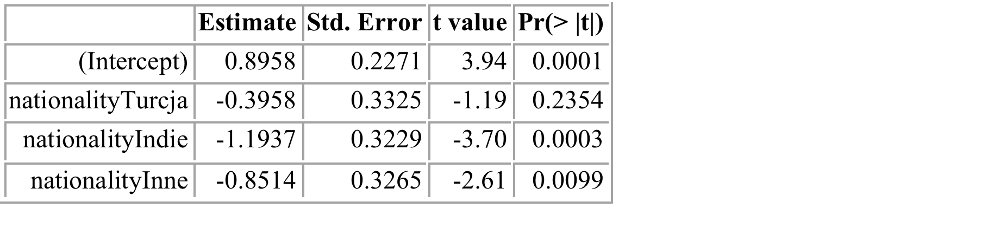 Estimate Std. Error t value Pr(> |t|)
(Intercept) 0.8958 0.2271 3.94 0.0001
nationalityTurcja -0.3958 0.3325 -1.19 0.2354
nationalityIndie -1.1937 0.3229 -3.70 0.0003
nationalityInne -0.8514 0.3265 -2.61 0.0099